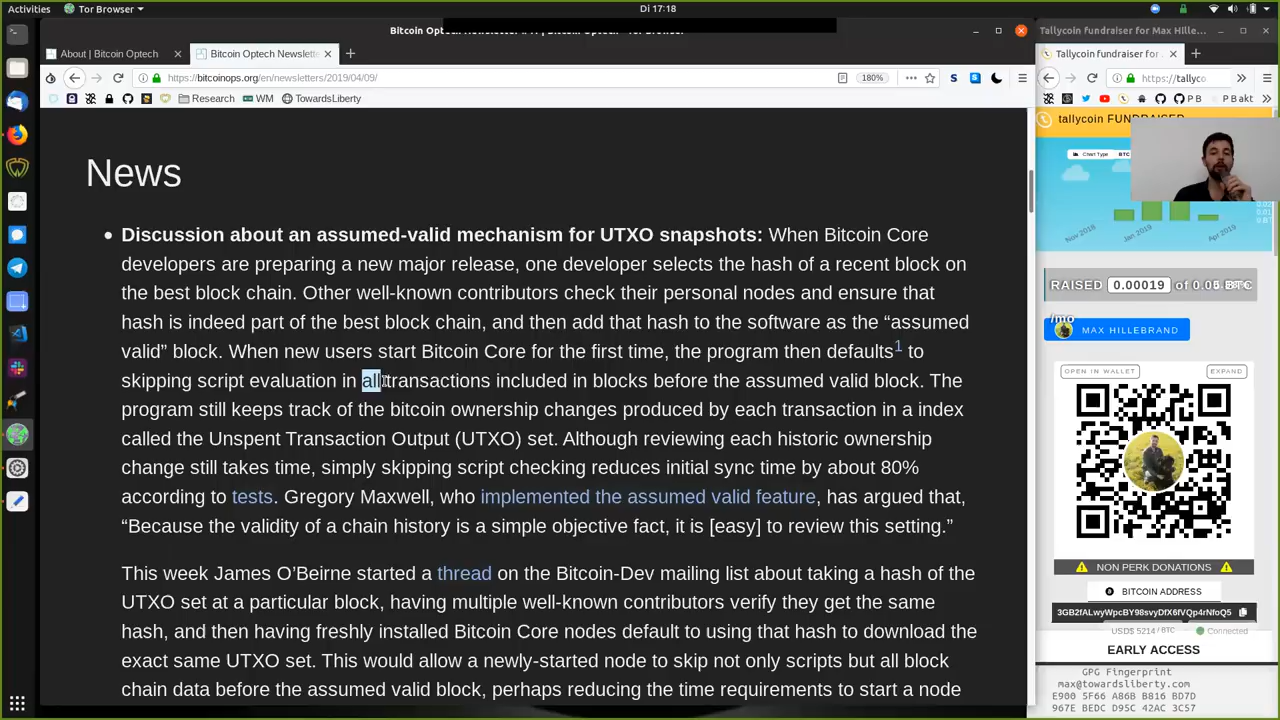 Activities
Tor Browser
Di 17:18
Tallycoin fundraiser for Max Hille…
About | Bitcoin Optech
Bitcoin Optech Newslett
https://bitcoinops.org/en/newsletters/2019/04/09/
180%
Research
WM
TowardsLiberty
News
Discussion about an assumed-valid mechanism for UTXO snapshots: When Bitcoin Core
developers are preparing a new major release, one developer selects the hash of a recent block on
the best block chain. Other well-known contributors check their personal nodes and ensure that
hash is indeed part of the best block chain, and then add that hash to the software as the “assumed
valid” block. When new users start Bitcoin Core for the first time, the program then defaults1 to
skipping script evaluation in all transactions included in blocks before the assumed valid block. The
program still keeps track of the bitcoin ownership changes produced by each transaction in a index
called the Unspent Transaction Output (UTXO) set. Although reviewing each historic ownership
change still takes time, simply skipping script checking reduces initial sync time by about 80%
according to tests. Gregory Maxwell, who implemented the assumed valid feature, has argued that,
“Because the validity of a chain history is a simple objective fact, it is [easy] to review this setting.”
This week James O’Beirne started a thread on the Bitcoin-Dev mailing list about taking a hash of the
UTXO set at a particular block, having multiple well-known contributors verify they get the same
hash, and then having freshly installed Bitcoin Core nodes default to using that hash to download the
exact same UTXO set. This would allow a newly-started node to skip not only scripts but all block
chain data before the assumed valid block, perhaps reducing the time requirements to start a node
Tallycoin fundraiser for
https://tallyco
P B
P B akt
tallycoin FUNDRAISER
Chart Type
BTC
Nov 2018
Jan 2019
Apr 2019
RAISED 0.00019 of
BTC
/mo
MAX HILLEBRAND
OPEN IN WALLET
EXPAND
NON PERK DONATIONS
BITCOIN ADDRESS
3GB2fALwyWpcBY98svyDfX6fVQp4rNfoQ5
USD$ 5214 / BTC
Connected
EARLY ACCESS
GPG Fingerprint
max@towardsliberty.com
E900 5F66 A86B B816 BD7D
967E BEDC D95C 42AC 3C57